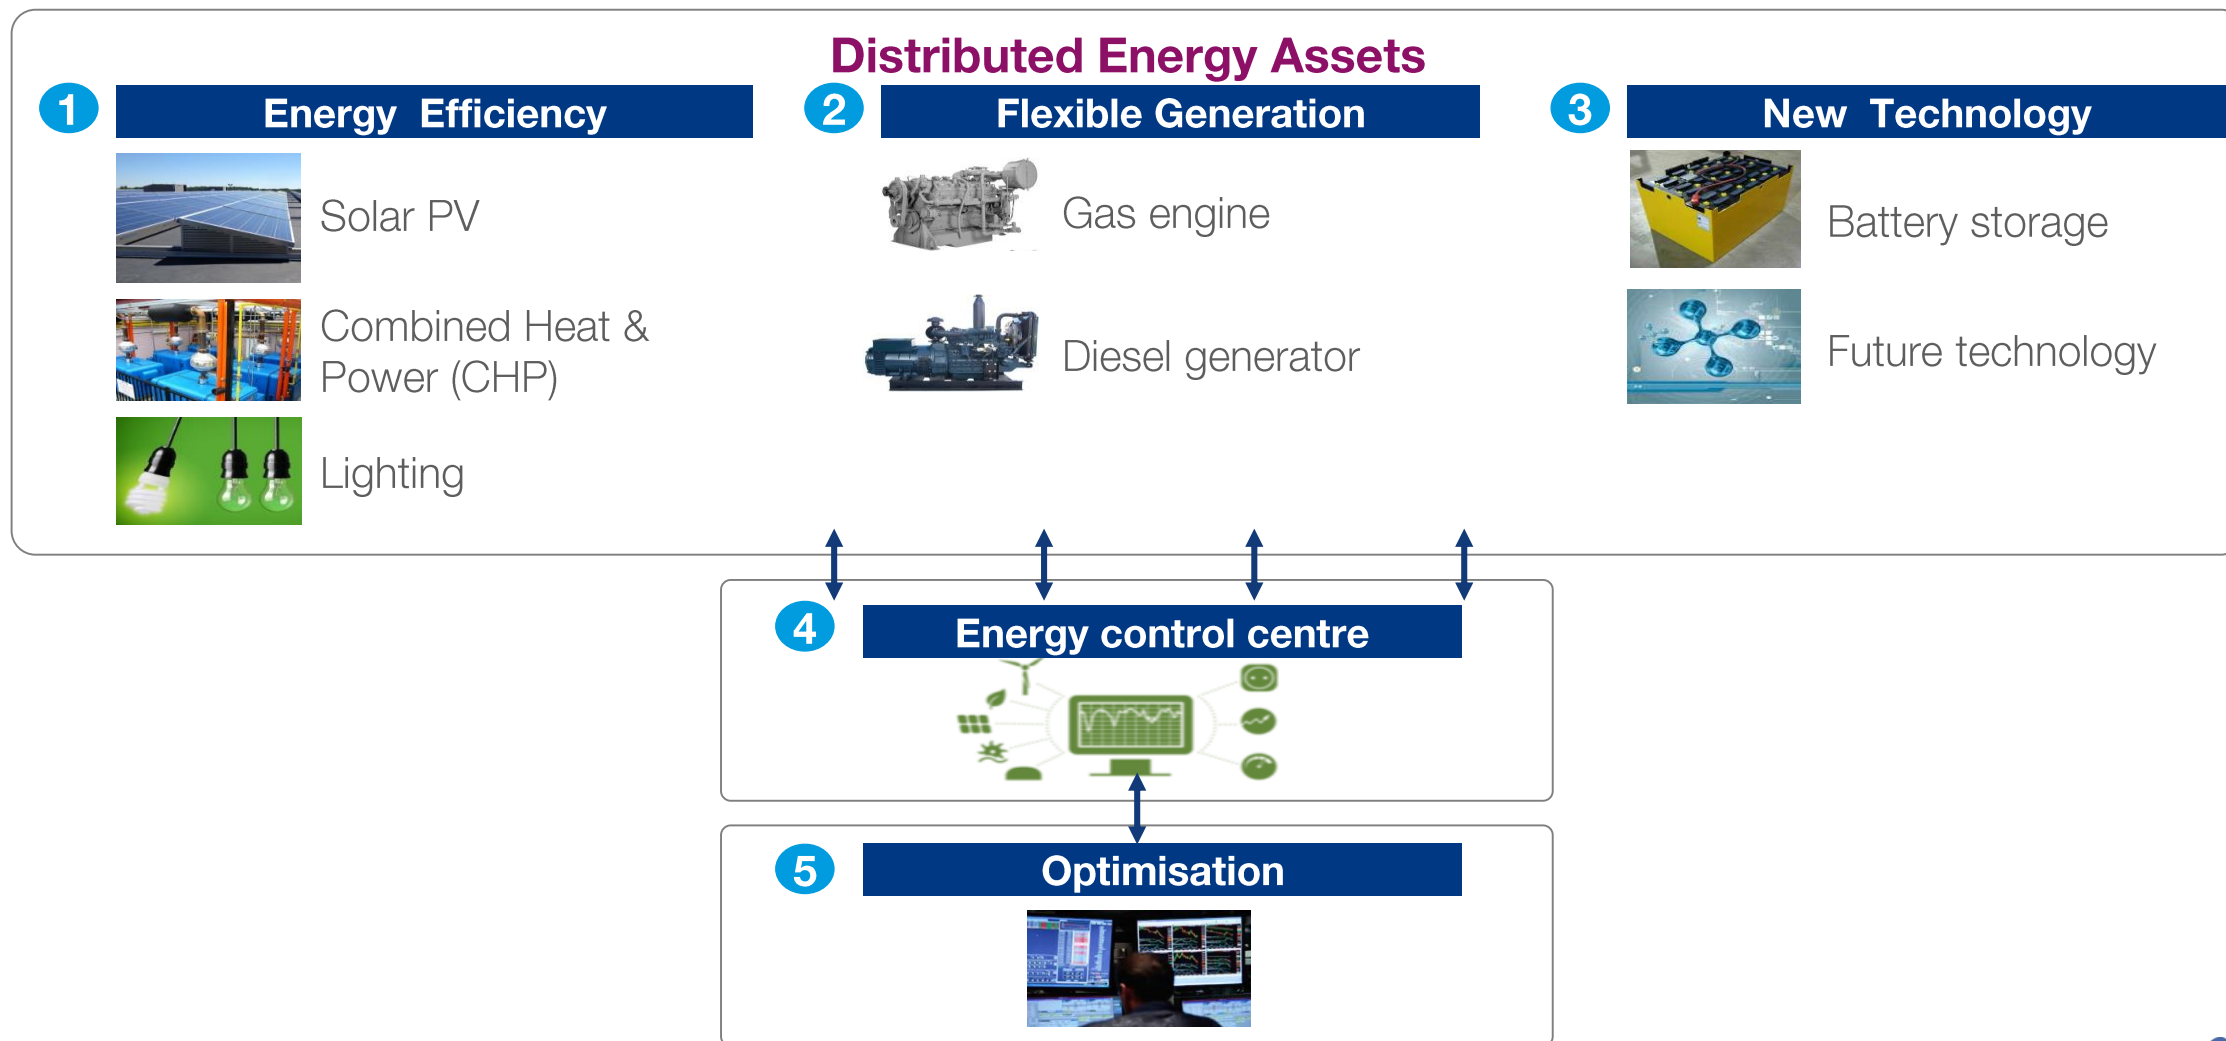 Distributed Energy Assets
1 Energy Efficiency
Solar PV
Combined Heat &
Power (CHP)
Lighting
2 Flexible Generation
Gas engine
Diesel generator
3 New Technology
Battery storage
Future technology
4 Energy control centre
5 Optimisation